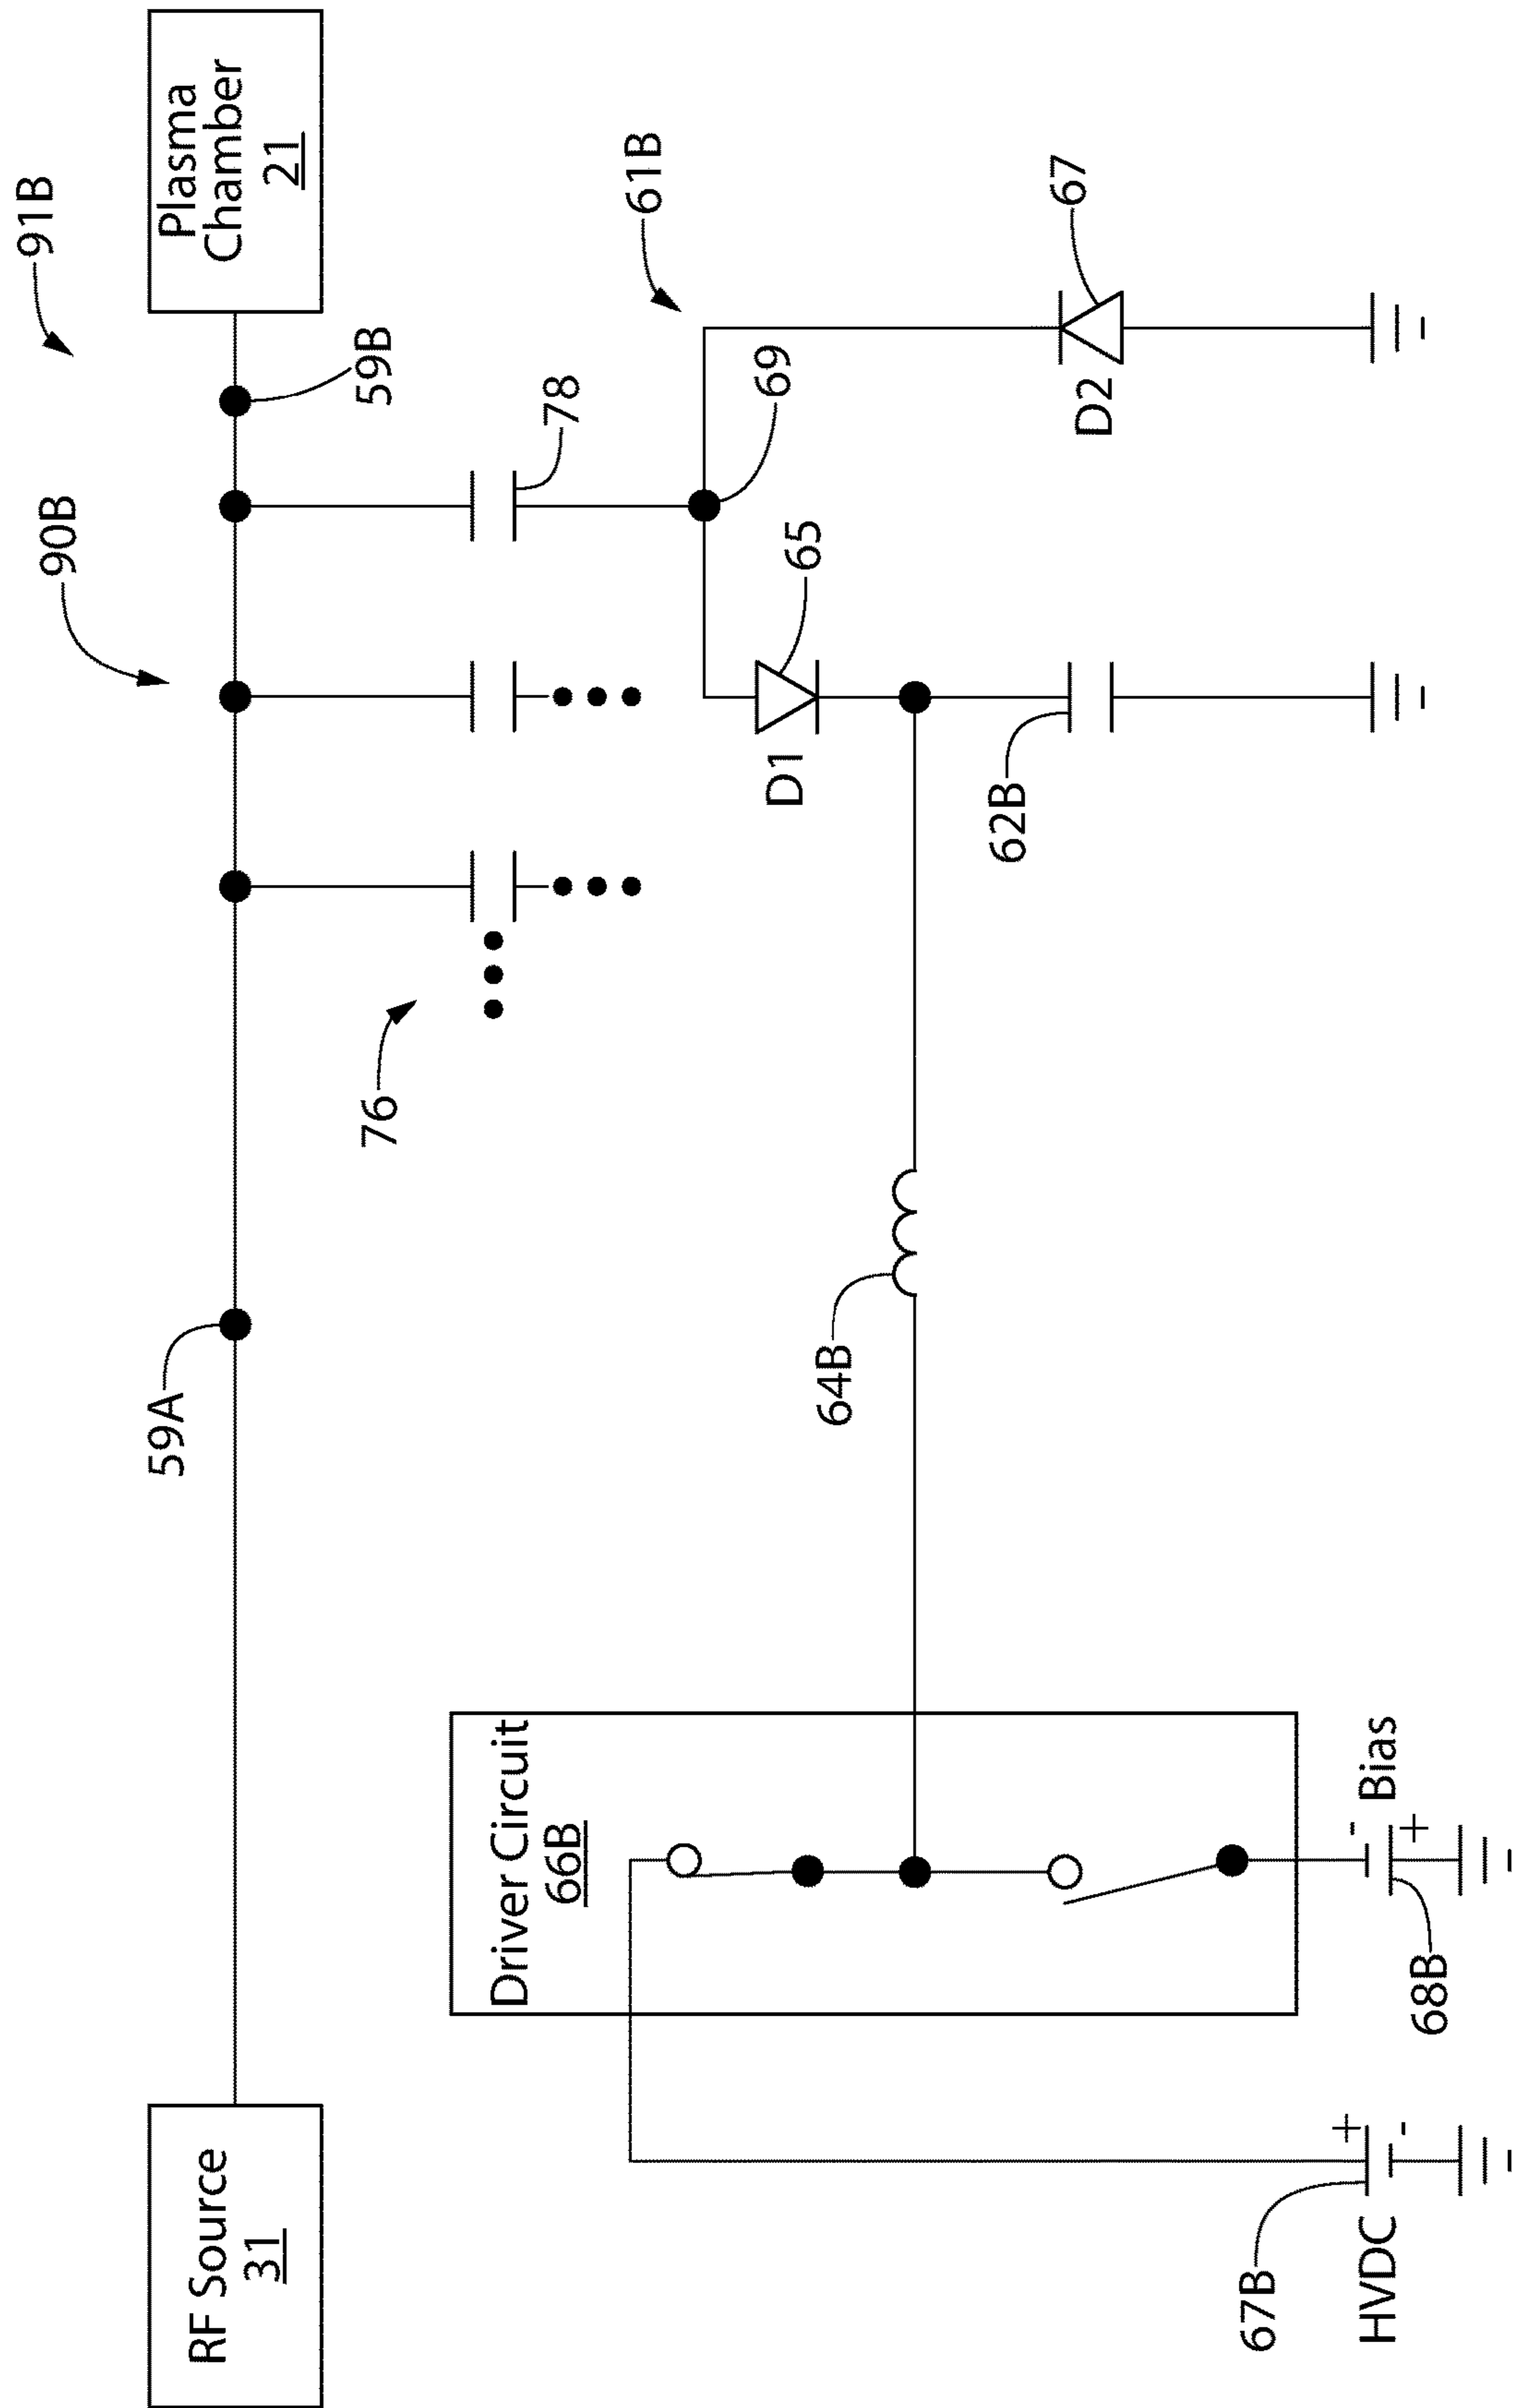 91B
90B
RF Source
31
59A
59B
Plasma
Chamber
21
76
78
61B
69
Driver Circuit
66B
64B
D1
65
62B
D2
67
67B
+
-
HVDC
68B
-
+
Bias